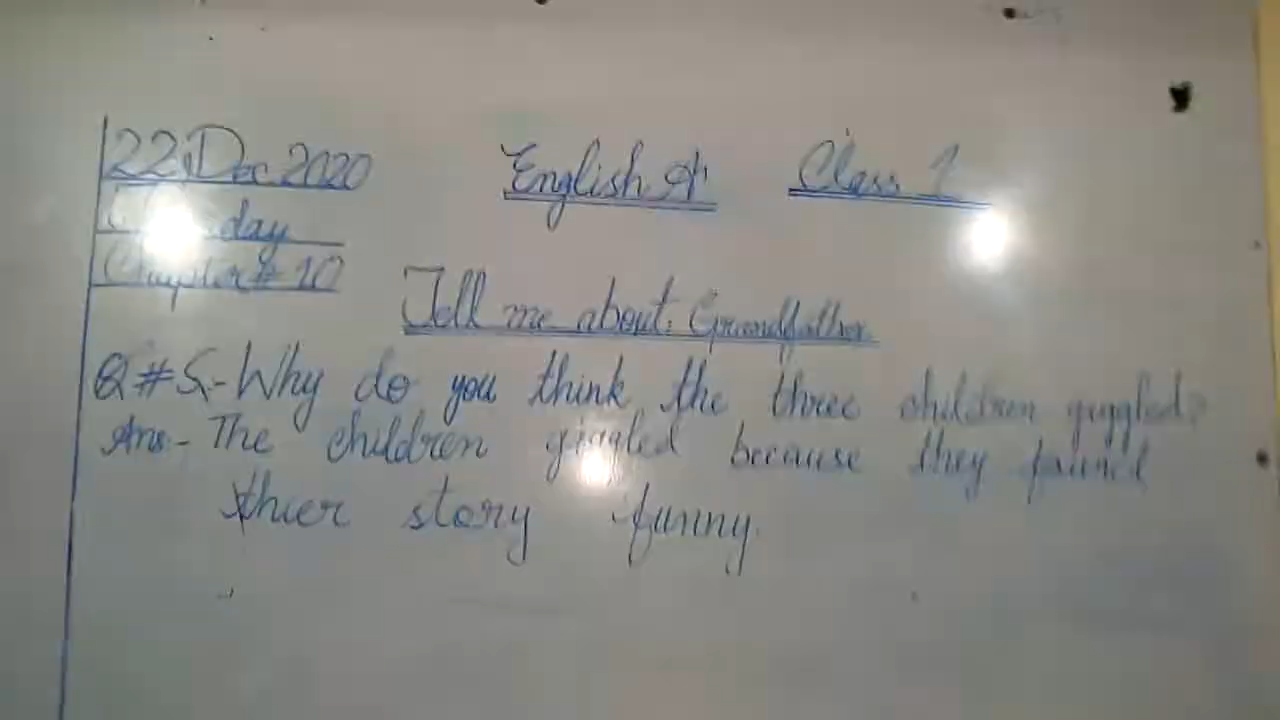 22 Dec 2020 English A Class 1
day
Chapter # 10
Tell me about: Grandfather
Q # 5:- Why do you think the three children giggled?
Ans - The children giggled because they found
thier story funny.